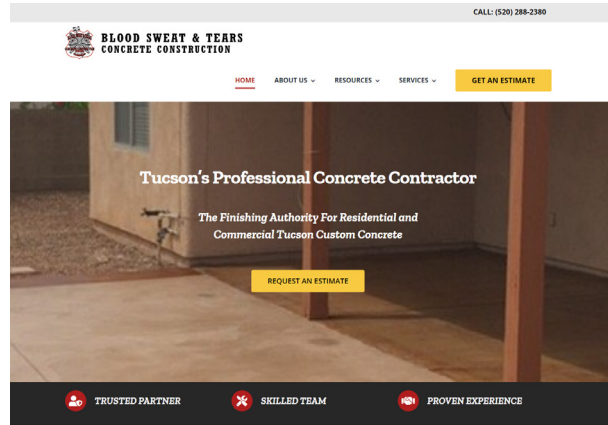 CALL: (520) 288-2380
BLOOD SWEAT & TEARS
CONCRETE CONSTRUCTION
HOME ABOUT US RESOURCES SERVICES GET AN ESTIMATE
Tucson's Professional Concrete Contractor
The Finishing Authority For Residential and
Commercial Tucson Custom Concrete
REQUEST AN ESTIMATE
TRUSTED PARTNER SKILLED TEAM PROVEN EXPERIENCE